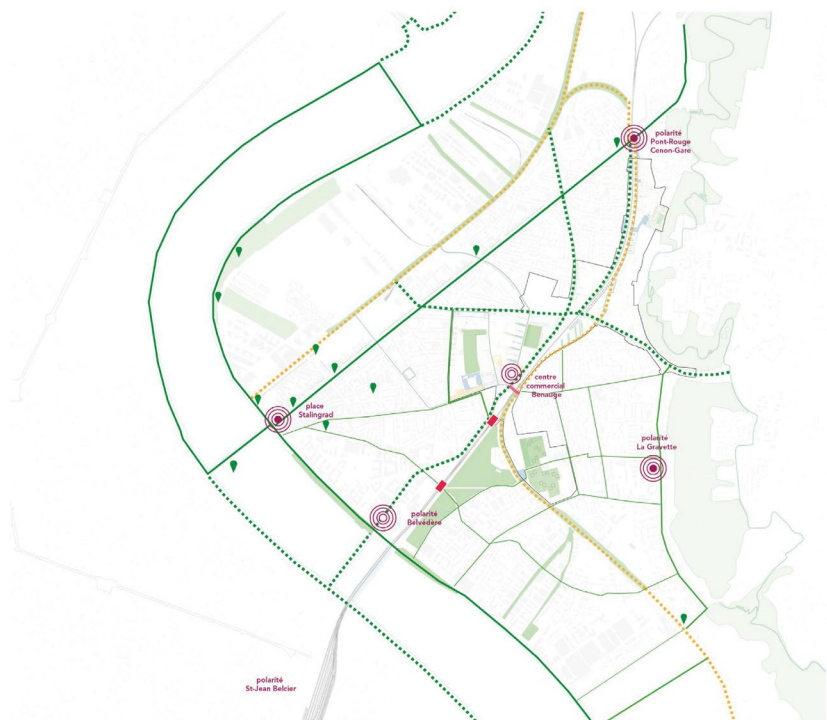 polarité
Pont-Rouge
Cenon-Gare
centre
commercial
Benauge
place
Stalingrad
polarité
La Gravette
polarité
Belvédère
polarité
St-Jean Belcier